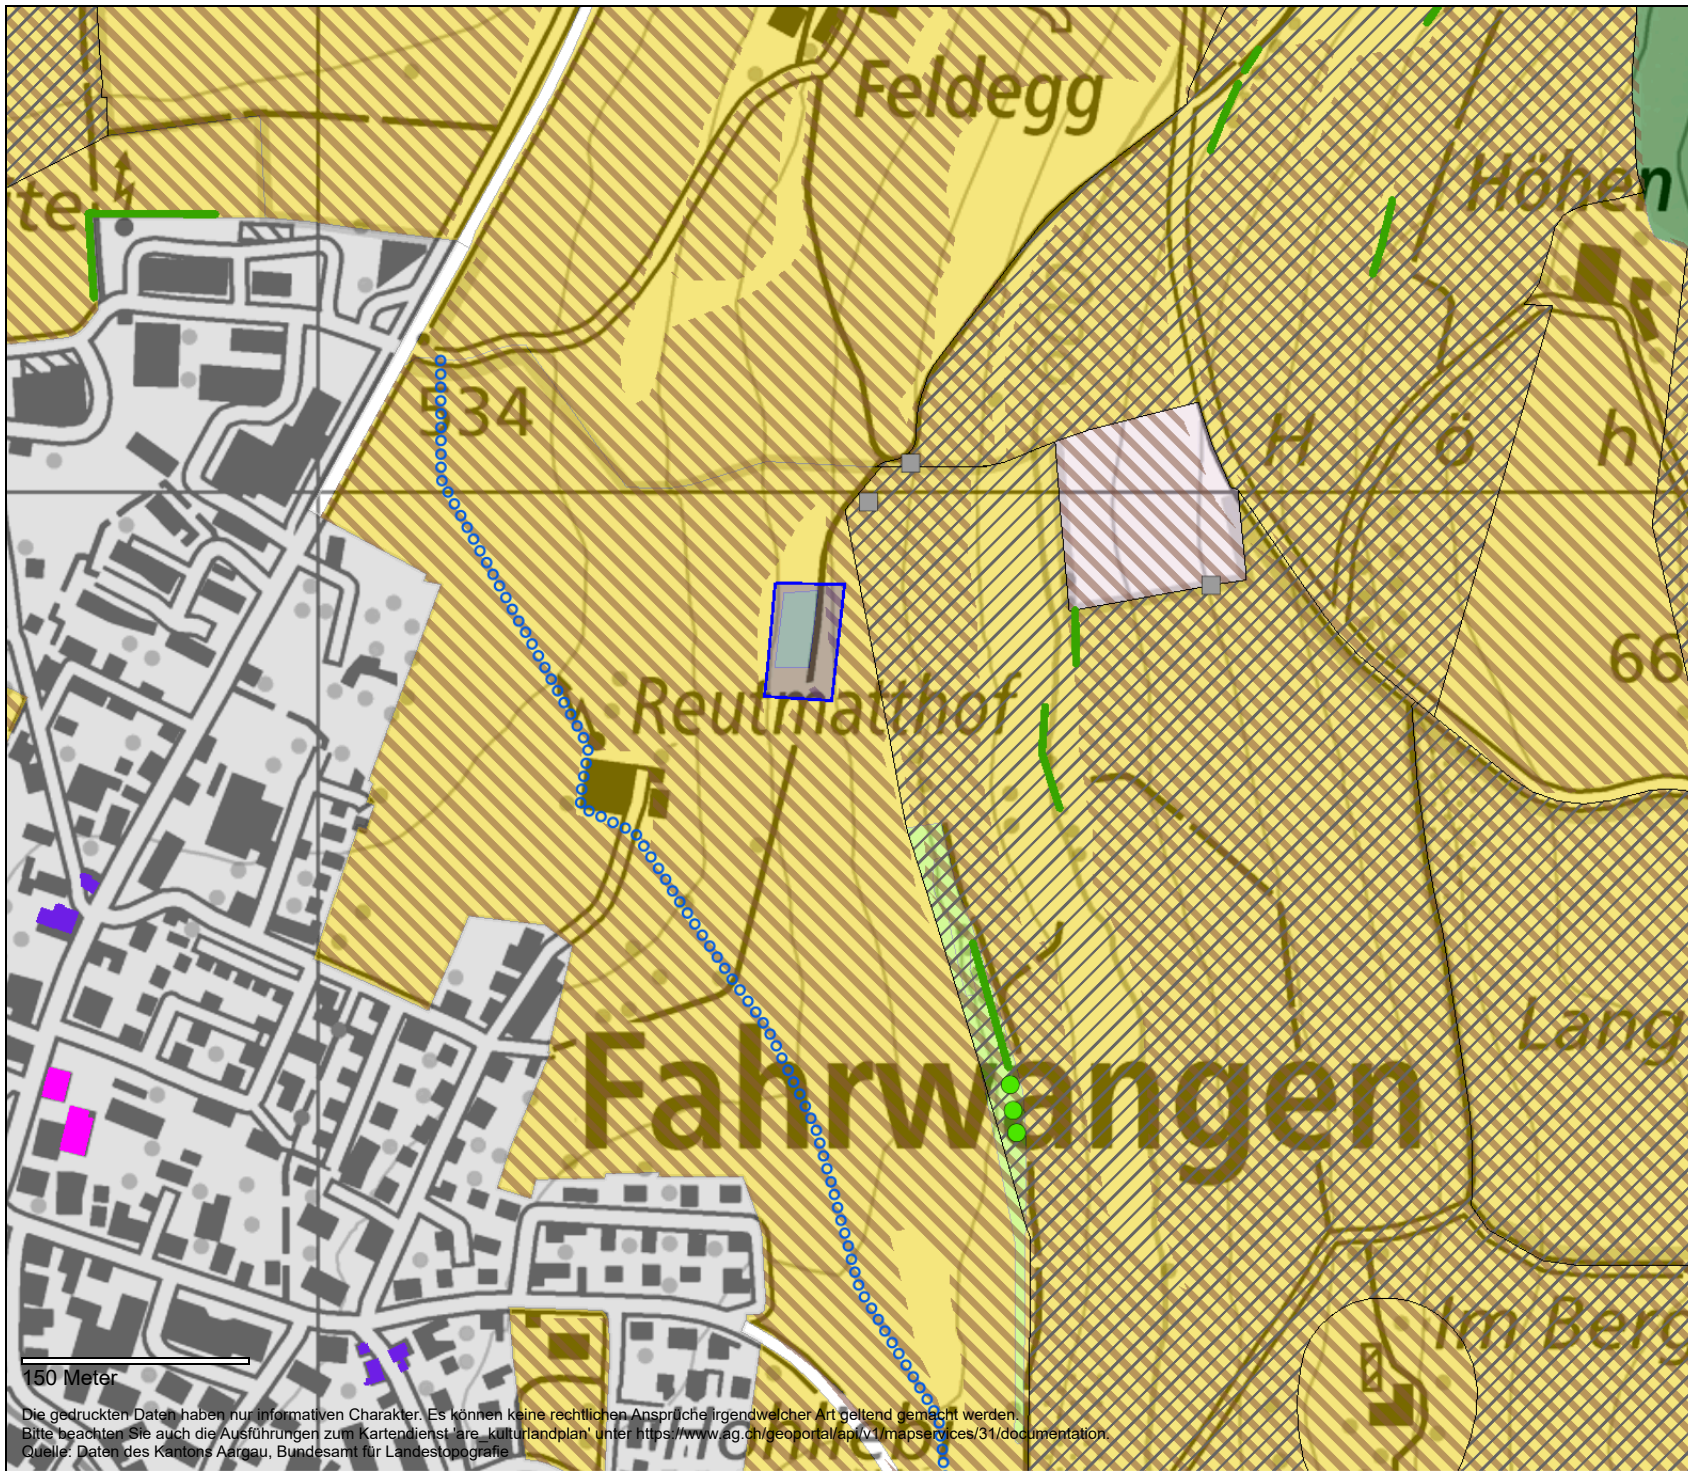 Feldegg
te
Höhen
534
H ö h
66
Reutmatthof
Lang
Fahrwangen
Im Berg
150 Meter
Die gedruckten Daten haben nur informativen Charakter. Es können keine rechtlichen Ansprüche irgendwelcher Art geltend gemacht werden.
Bitte beachten Sie auch die Ausführungen zum Kartendienst 'are_kulturlandplan' unter https://www.ag.ch/geoportal/api/v1/mapservices/31/documentation.
Quelle: Daten des Kantons Aargau, Bundesamt für Landestopografie